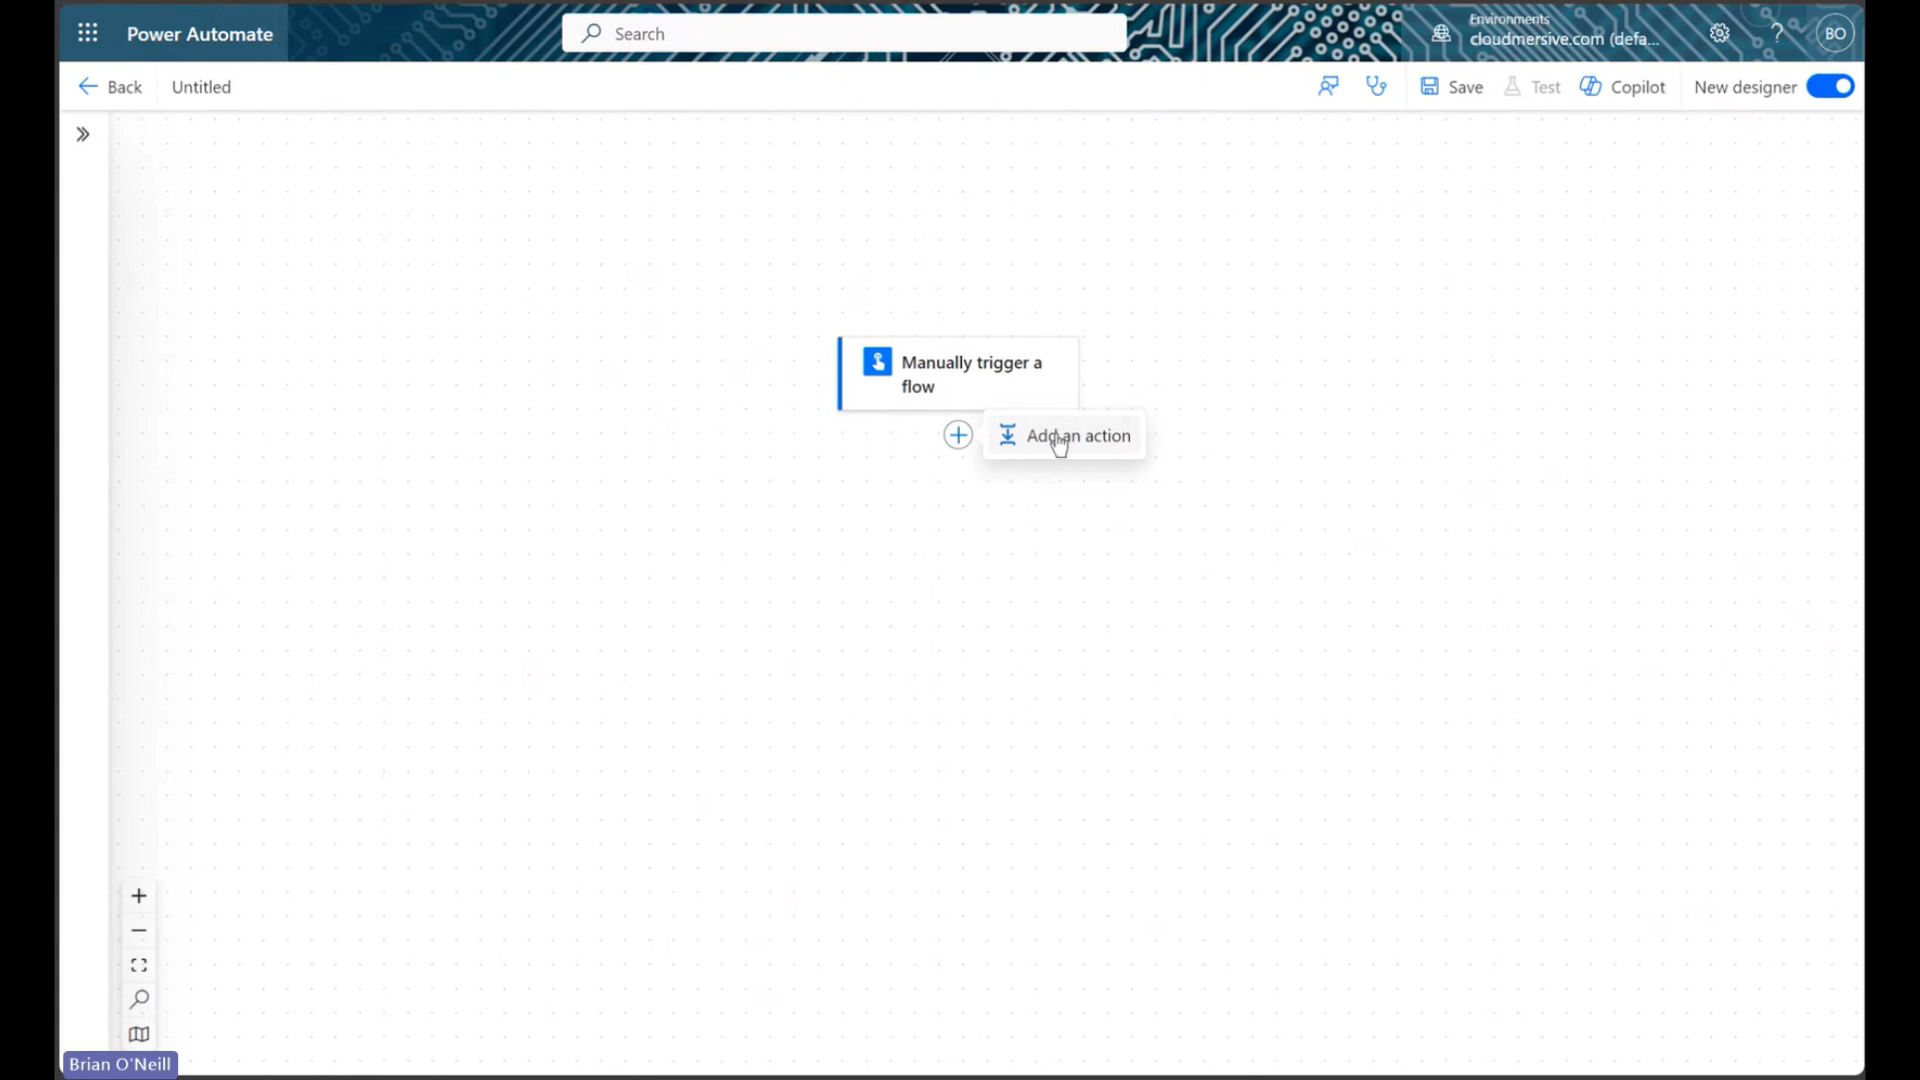 Power Automate
Search
Environments
cloudmersive.com (defa...
BO
Back
Untitled
Save
Test
Copilot
New designer
Manually trigger a
flow
Add an action
Brian O'Neill